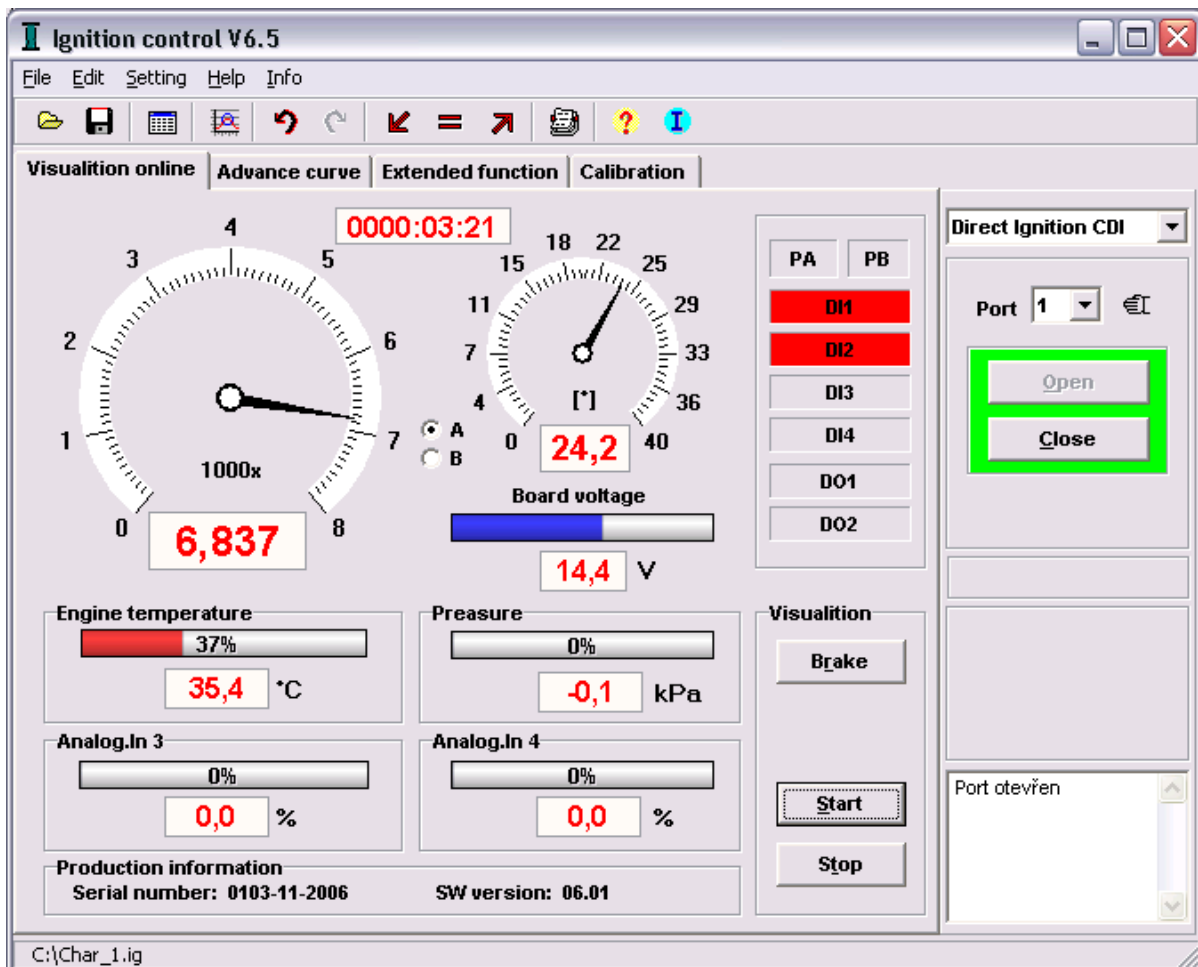 Ignition control V6.5
File Edit Setting Help Info
? I
Visualition online Advance curve Extended function Calibration
0000:03:21
0 1 2 3 4 5 6 7 8
1000x
6,837
A
B
0 4 7 11 15 18 22 25 29 33 36 40
[°]
24,2
Board voltage
14,4 V
PA PB
DI1
DI2
DI3
DI4
DO1
DO2
Direct Ignition CDI
Port 1
Open
Close
Engine temperature
37%
35,4 °C
Preasure
0%
-0,1 kPa
Visualition
Brake
Analog.In 3
0%
0,0 %
Analog.In 4
0%
0,0 %
Start
Stop
Port otevřen
Production information
Serial number: 0103-11-2006 SW version: 06.01
C:\Char_1.ig